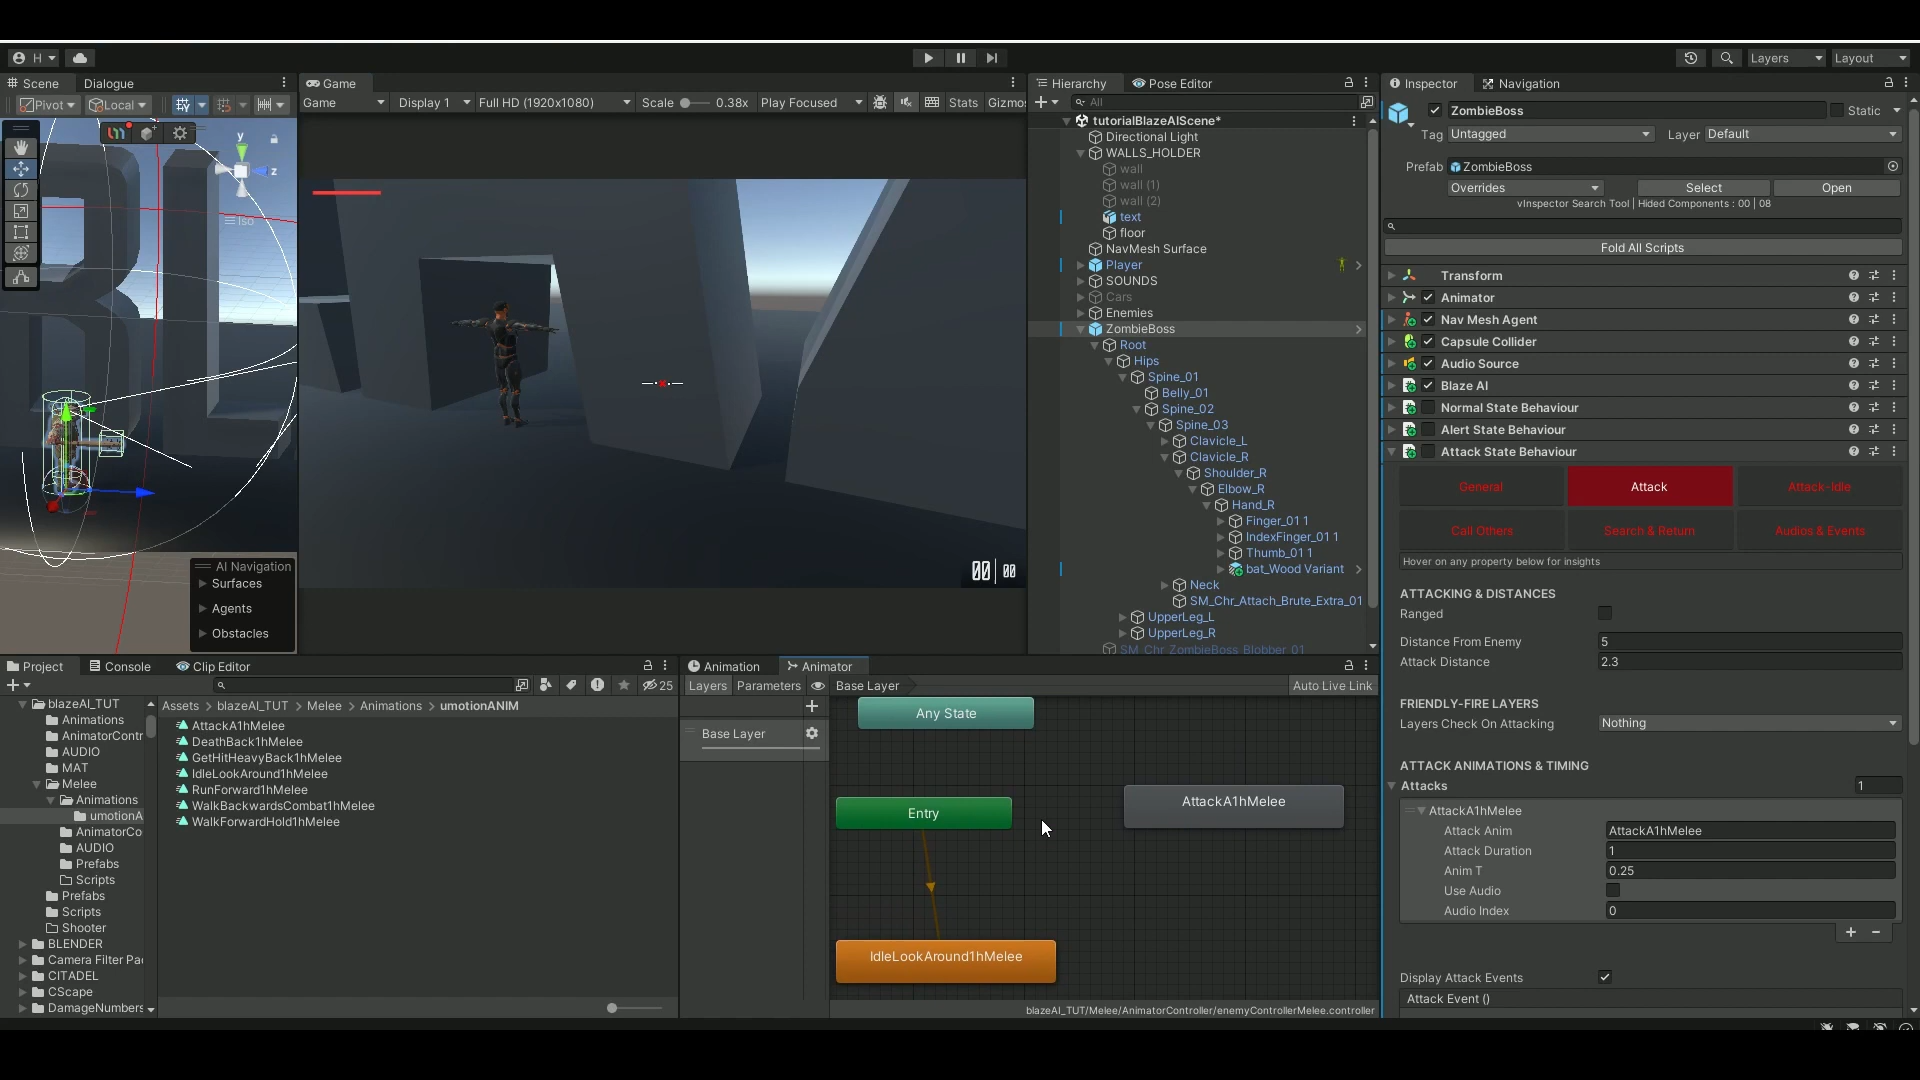 H
Layers
Layout
Scene
Dialogue
Game
Hierarchy
Pose Editor
Inspector
Navigation
Pivot
Local
Game
Display 1
Full HD (1920x1080)
Scale
0.38x
Play Focused
Stats
Gizmos
All
ZombieBoss
Static
Tag
Untagged
Layer
Default
Prefab
ZombieBoss
Overrides
Select
Open
vInspector Search Tool | Hided Components : 00 | 08
Fold All Scripts
Transform
Animator
Nav Mesh Agent
Capsule Collider
Audio Source
Blaze AI
Normal State Behaviour
Alert State Behaviour
Attack State Behaviour
General
Attack
Attack-Idle
Call Others
Search & Return
Audios & Events
Hover on any property below for insights
ATTACKING & DISTANCES
Ranged
Distance From Enemy
5
Attack Distance
2.3
FRIENDLY-FIRE LAYERS
Layers Check On Attacking
Nothing
ATTACK ANIMATIONS & TIMING
Attacks
1
AttackA1hMelee
Attack Anim
AttackA1hMelee
Attack Duration
1
Anim T
0.25
Use Audio
Audio Index
0
Display Attack Events
Attack Event ()
tutorialBlazeAIScene*
Directional Light
WALLS_HOLDER
wall
wall (1)
wall (2)
text
floor
NavMesh Surface
Player
SOUNDS
Cars
Enemies
ZombieBoss
Root
Hips
Spine_01
Belly_01
Spine_02
Spine_03
Clavicle_L
Clavicle_R
Shoulder_R
Elbow_R
Hand_R
Finger_01 1
IndexFinger_01 1
Thumb_01 1
bat_Wood Variant
Neck
SM_Chr_Attach_Brute_Extra_01
UpperLeg_L
UpperLeg_R
SM_Chr_ZombieBoss_Blobber_01
y
z
Iso
AI Navigation
Surfaces
Agents
Obstacles
00 00
Project
Console
Clip Editor
25
blazeAI_TUT
Animations
AnimatorContr
AUDIO
MAT
Melee
Animations
umotionA
AnimatorCo
AUDIO
Prefabs
Scripts
Prefabs
Scripts
Shooter
BLENDER
Camera Filter Pa
CITADEL
CScape
DamageNumbers
Assets > blazeAI_TUT > Melee > Animations > umotionANIM
AttackA1hMelee
DeathBack1hMelee
GetHitHeavyBack1hMelee
IdleLookAround1hMelee
RunForward1hMelee
WalkBackwardsCombat1hMelee
WalkForwardHold1hMelee
Animation
Animator
Layers
Parameters
Base Layer
Auto Live Link
Base Layer
Any State
Entry
AttackA1hMelee
IdleLookAround1hMelee
blazeAI_TUT/Melee/AnimatorController/enemyControllerMelee.controller